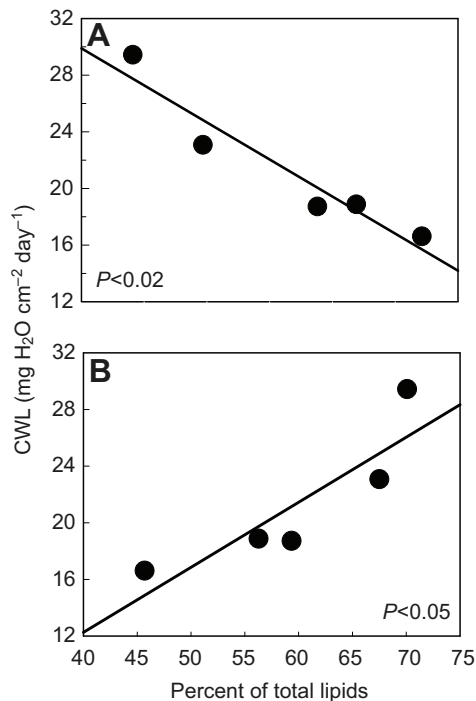 A
32
28
24
20
16
12
P<0.02
CWL (mg H₂O cm⁻² day⁻¹)
B
32
28
24
20
16
12
P<0.05
40 45 50 55 60 65 70 75
Percent of total lipids